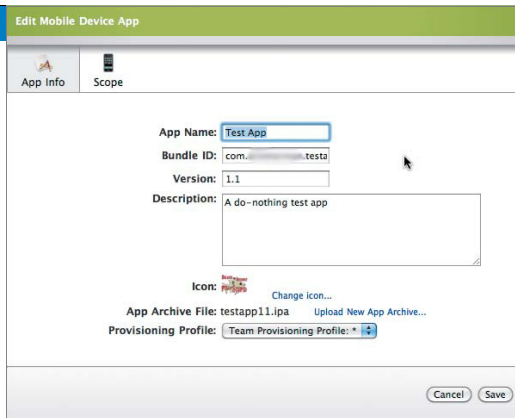 Edit Mobile Device App
App Info
Scope
App Name: Test App
Bundle ID: com. .testa
Version: 1.1
Description: A do-nothing test app
Icon:
Change icon...
App Archive File: testapp11.ipa Upload New App Archive...
Provisioning Profile: Team Provisioning Profile: *
Cancel Save